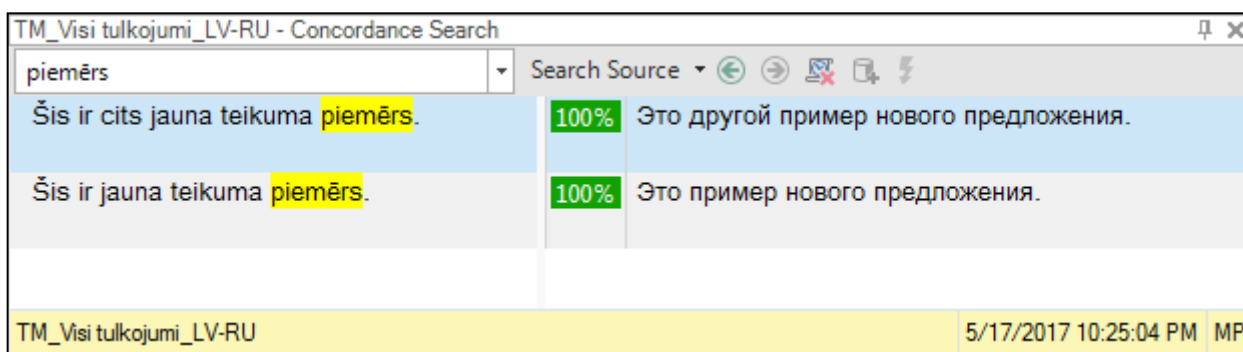 TM_Visi tulkojumi_LV-RU - Concordance Search
piemērs Search Source
Šis ir cits jauna teikuma piemērs. 100% Это другой пример нового предложения.
Šis ir jauna teikuma piemērs. 100% Это пример нового предложения.
TM_Visi tulkojumi_LV-RU 5/17/2017 10:25:04 PM MP